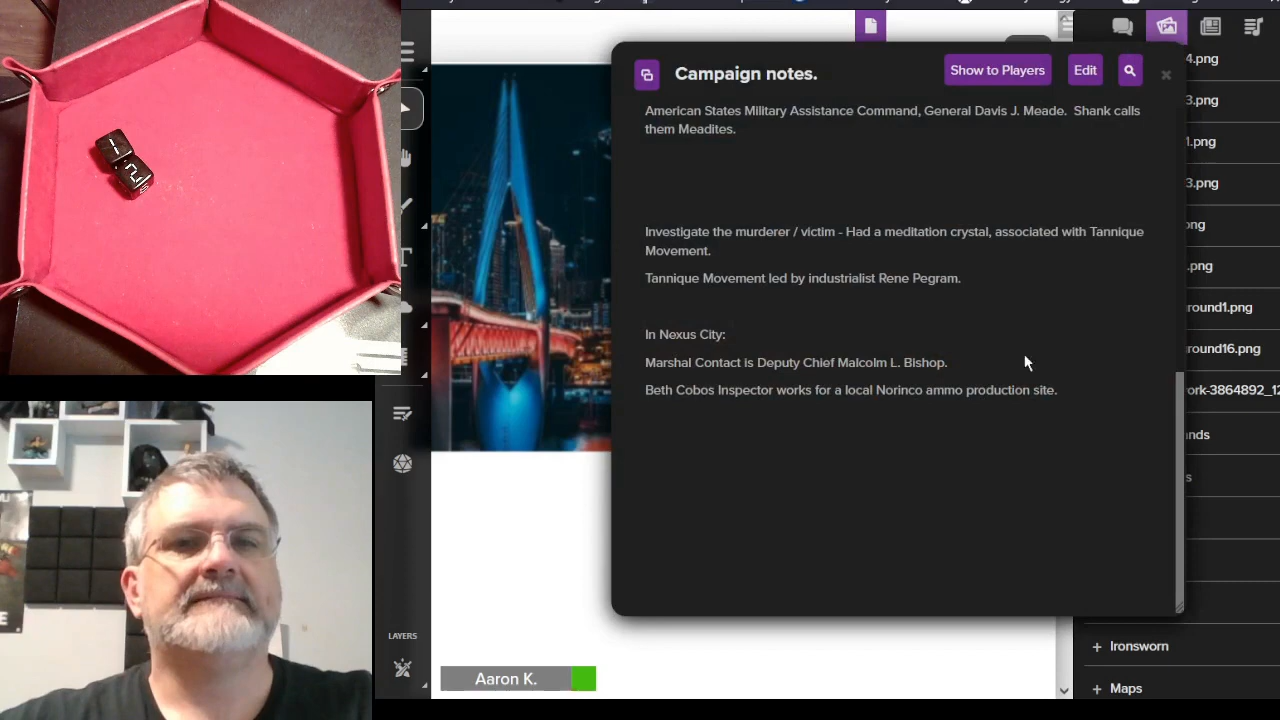 Campaign notes.
Show to Players
Edit
American States Military Assistance Command, General Davis J. Meade. Shank calls
them Meadites.
Investigate the murderer / victim - Had a meditation crystal, associated with Tannique
Movement.
Tannique Movement led by industrialist Rene Pegram.
In Nexus City:
Marshal Contact is Deputy Chief Malcolm L. Bishop.
Beth Cobos Inspector works for a local Norinco ammo production site.
4.png
3.png
1.png
3.png
.png
round1.png
round16.png
ork-3864892_12
nds
s
+ Ironsworn
+ Maps
LAYERS
Aaron K.
1
2